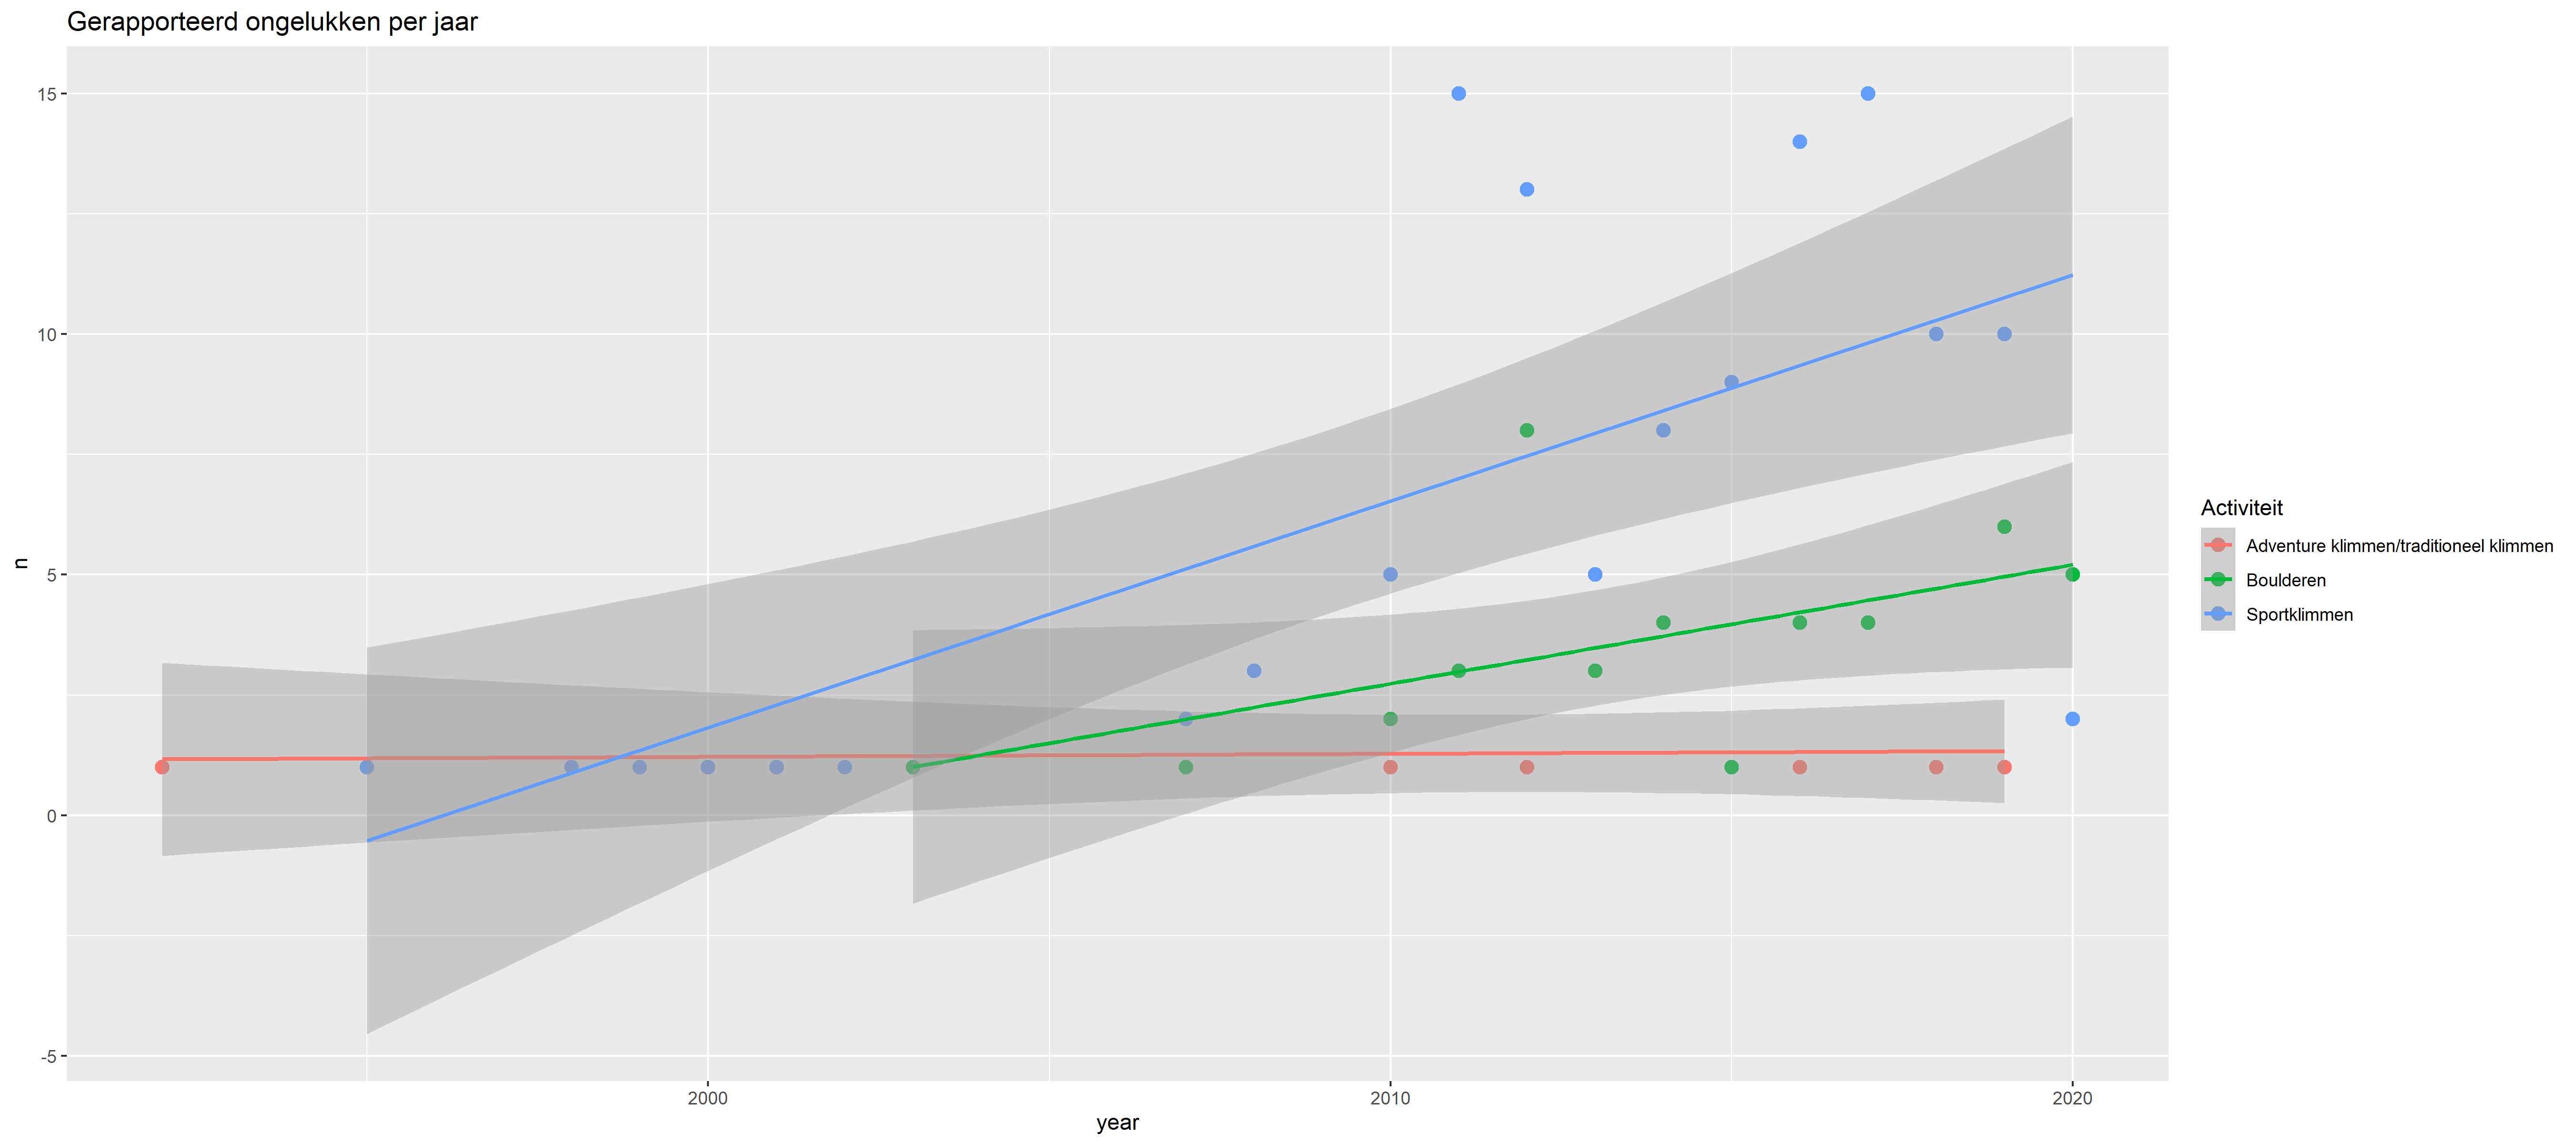 Gerapporteerd ongelukken per jaar
15
10
5
0
-5
n
2000
2010
2020
year
Activiteit
Adventure klimmen/traditioneel klimmen
Boulderen
Sportklimmen